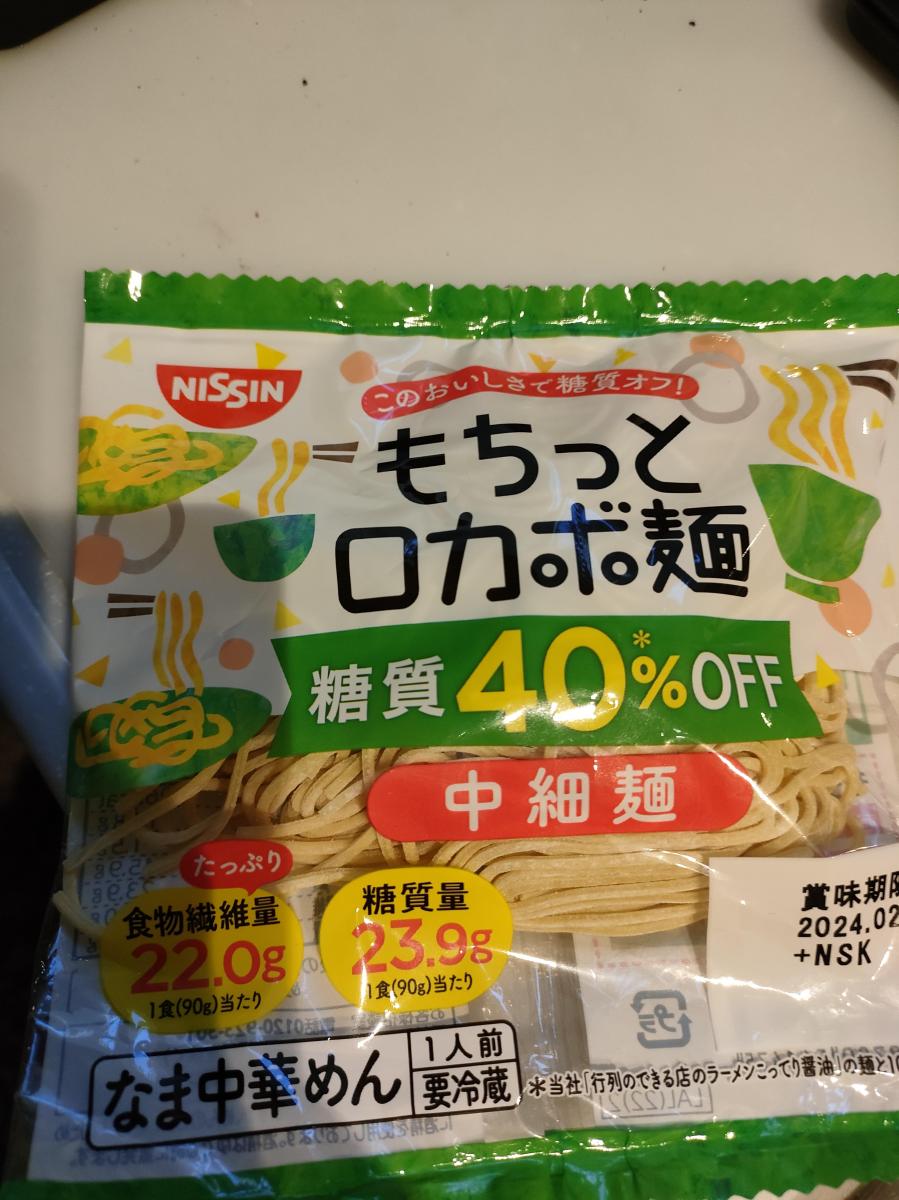 NISSIN
このおいしさで糖質オフ!
もちっと
ロカボ麺
糖質40*%OFF
中細麺
たっぷり
食物繊維量
22.0g
1食(90g)当たり
糖質量
23.9g
1食(90g)当たり
賞味期限
2024.02
+NSK
プラ
なま中華めん
1人前
要冷蔵
*当社「行列のできる店のラーメンこってり醤油」の麺と10